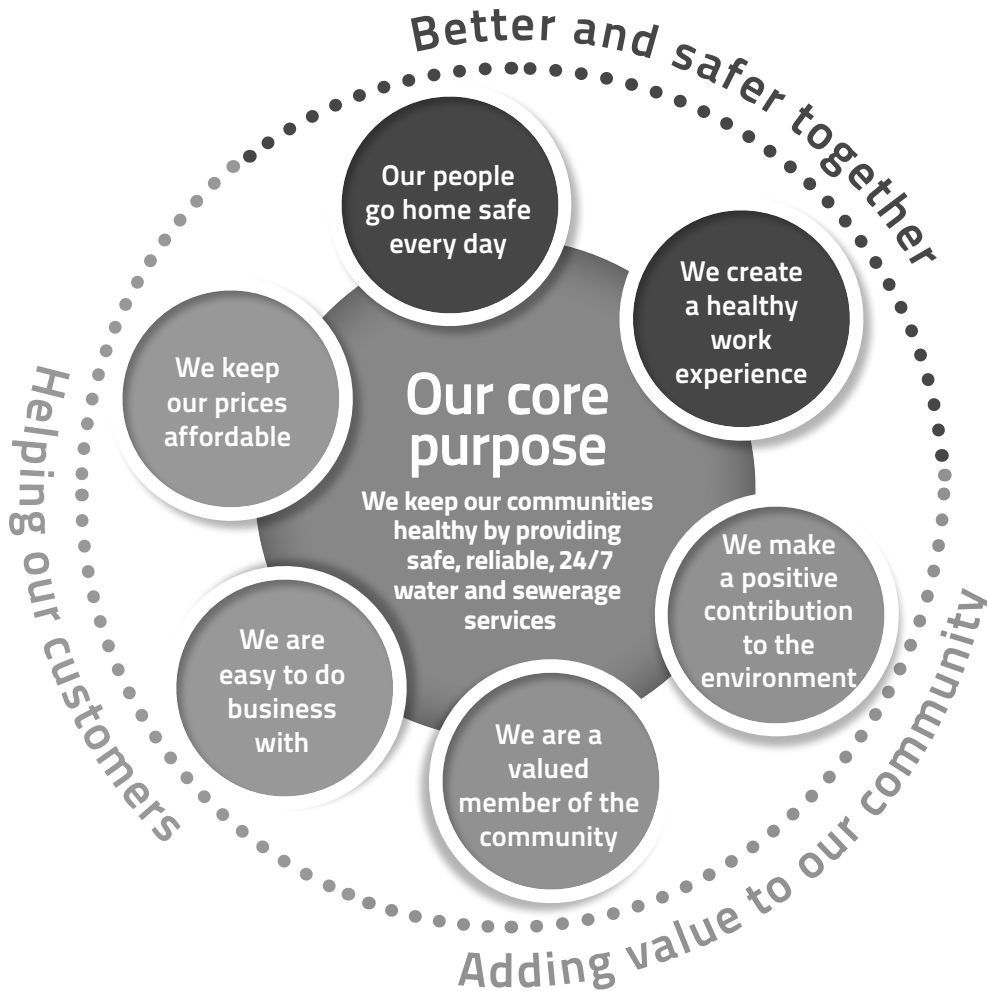 Better and safer together
Our people
go home safe
every day
We create
a healthy
work
experience
We keep
our prices
affordable
Our core
purpose
We keep our communities
healthy by providing
safe, reliable, 24/7
water and sewerage
services
We make
a positive
contribution
to the
environment
We are
easy to do
business
with
We are a
valued
member of the
community
Helping our customers
Adding value to our community